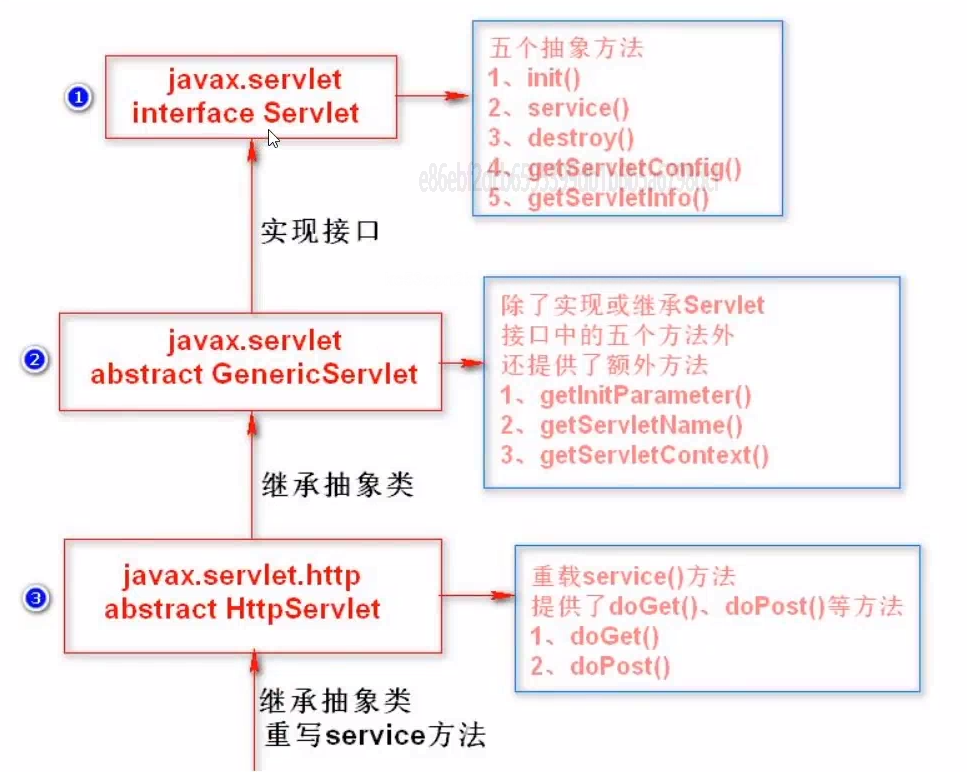 ❶
javax.servlet
interface Servlet
五个抽象方法
1、init()
2、service()
3、destroy()
4、getServletConfig()
5、getServletInfo()
实现接口
❷
javax.servlet
abstract GenericServlet
除了实现或继承Servlet
接口中的五个方法外
还提供了额外方法
1、getInitParameter()
2、getServletName()
3、getServletContext()
继承抽象类
❸
javax.servlet.http
abstract HttpServlet
重载service()方法
提供了doGet()、doPost()等方法
1、doGet()
2、doPost()
继承抽象类
重写service方法